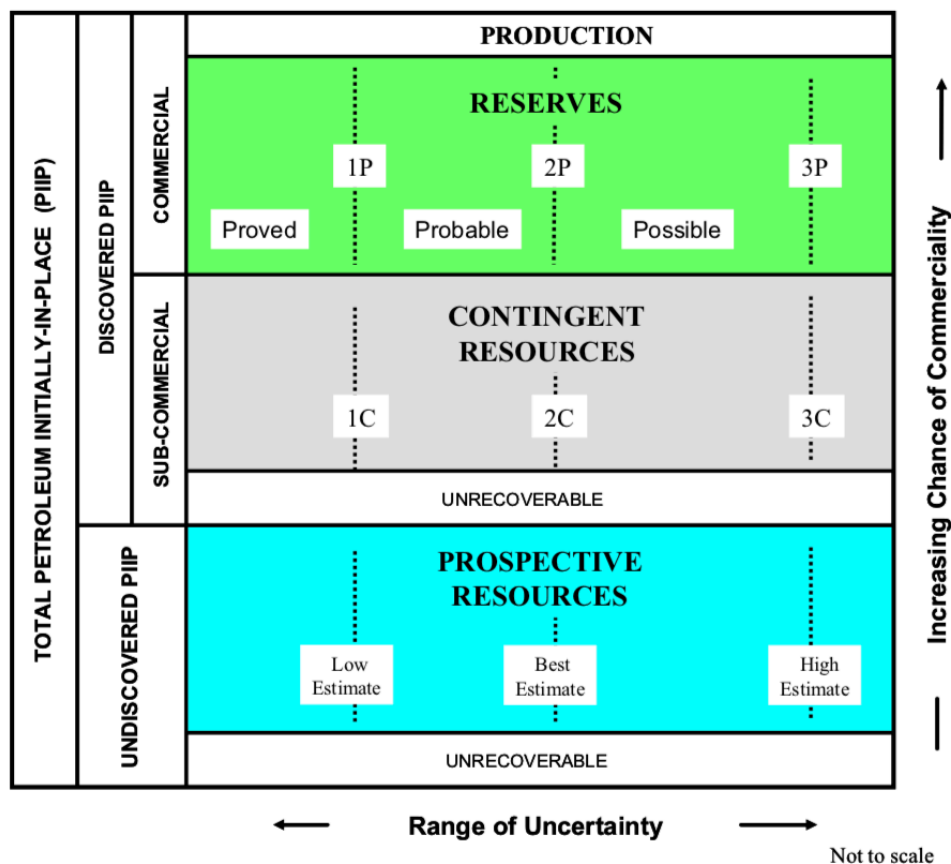 TOTAL PETROLEUM INITIALLY-IN-PLACE (PIIP)
DISCOVERED PIIP
UNDISCOVERED PIIP
COMMERCIAL
SUB-COMMERCIAL
PRODUCTION
RESERVES
1P
2P
3P
Proved
Probable
Possible
CONTINGENT
RESOURCES
1C
2C
3C
UNRECOVERABLE
PROSPECTIVE
RESOURCES
Low
Estimate
Best
Estimate
High
Estimate
UNRECOVERABLE
Increasing Chance of Commerciality
Range of Uncertainty
Not to scale